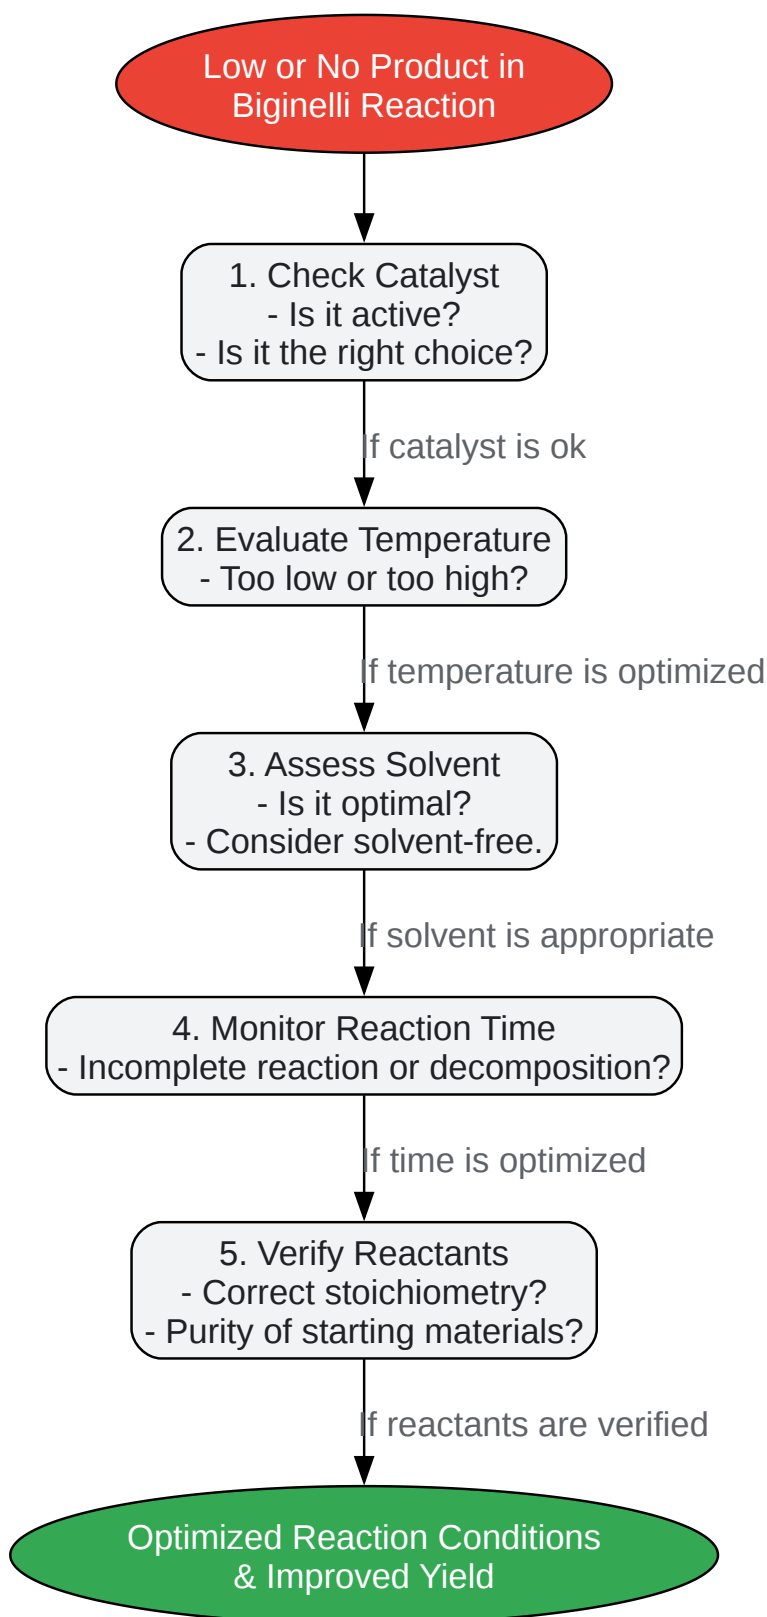 Low or No Product in
Biginelli Reaction
1. Check Catalyst
- Is it active?
- Is it the right choice?
If catalyst is ok
2. Evaluate Temperature
- Too low or too high?
If temperature is optimized
3. Assess Solvent
- Is it optimal?
- Consider solvent-free.
If solvent is appropriate
4. Monitor Reaction Time
- Incomplete reaction or decomposition?
If time is optimized
5. Verify Reactants
- Correct stoichiometry?
- Purity of starting materials?
If reactants are verified
Optimized Reaction Conditions
& Improved Yield